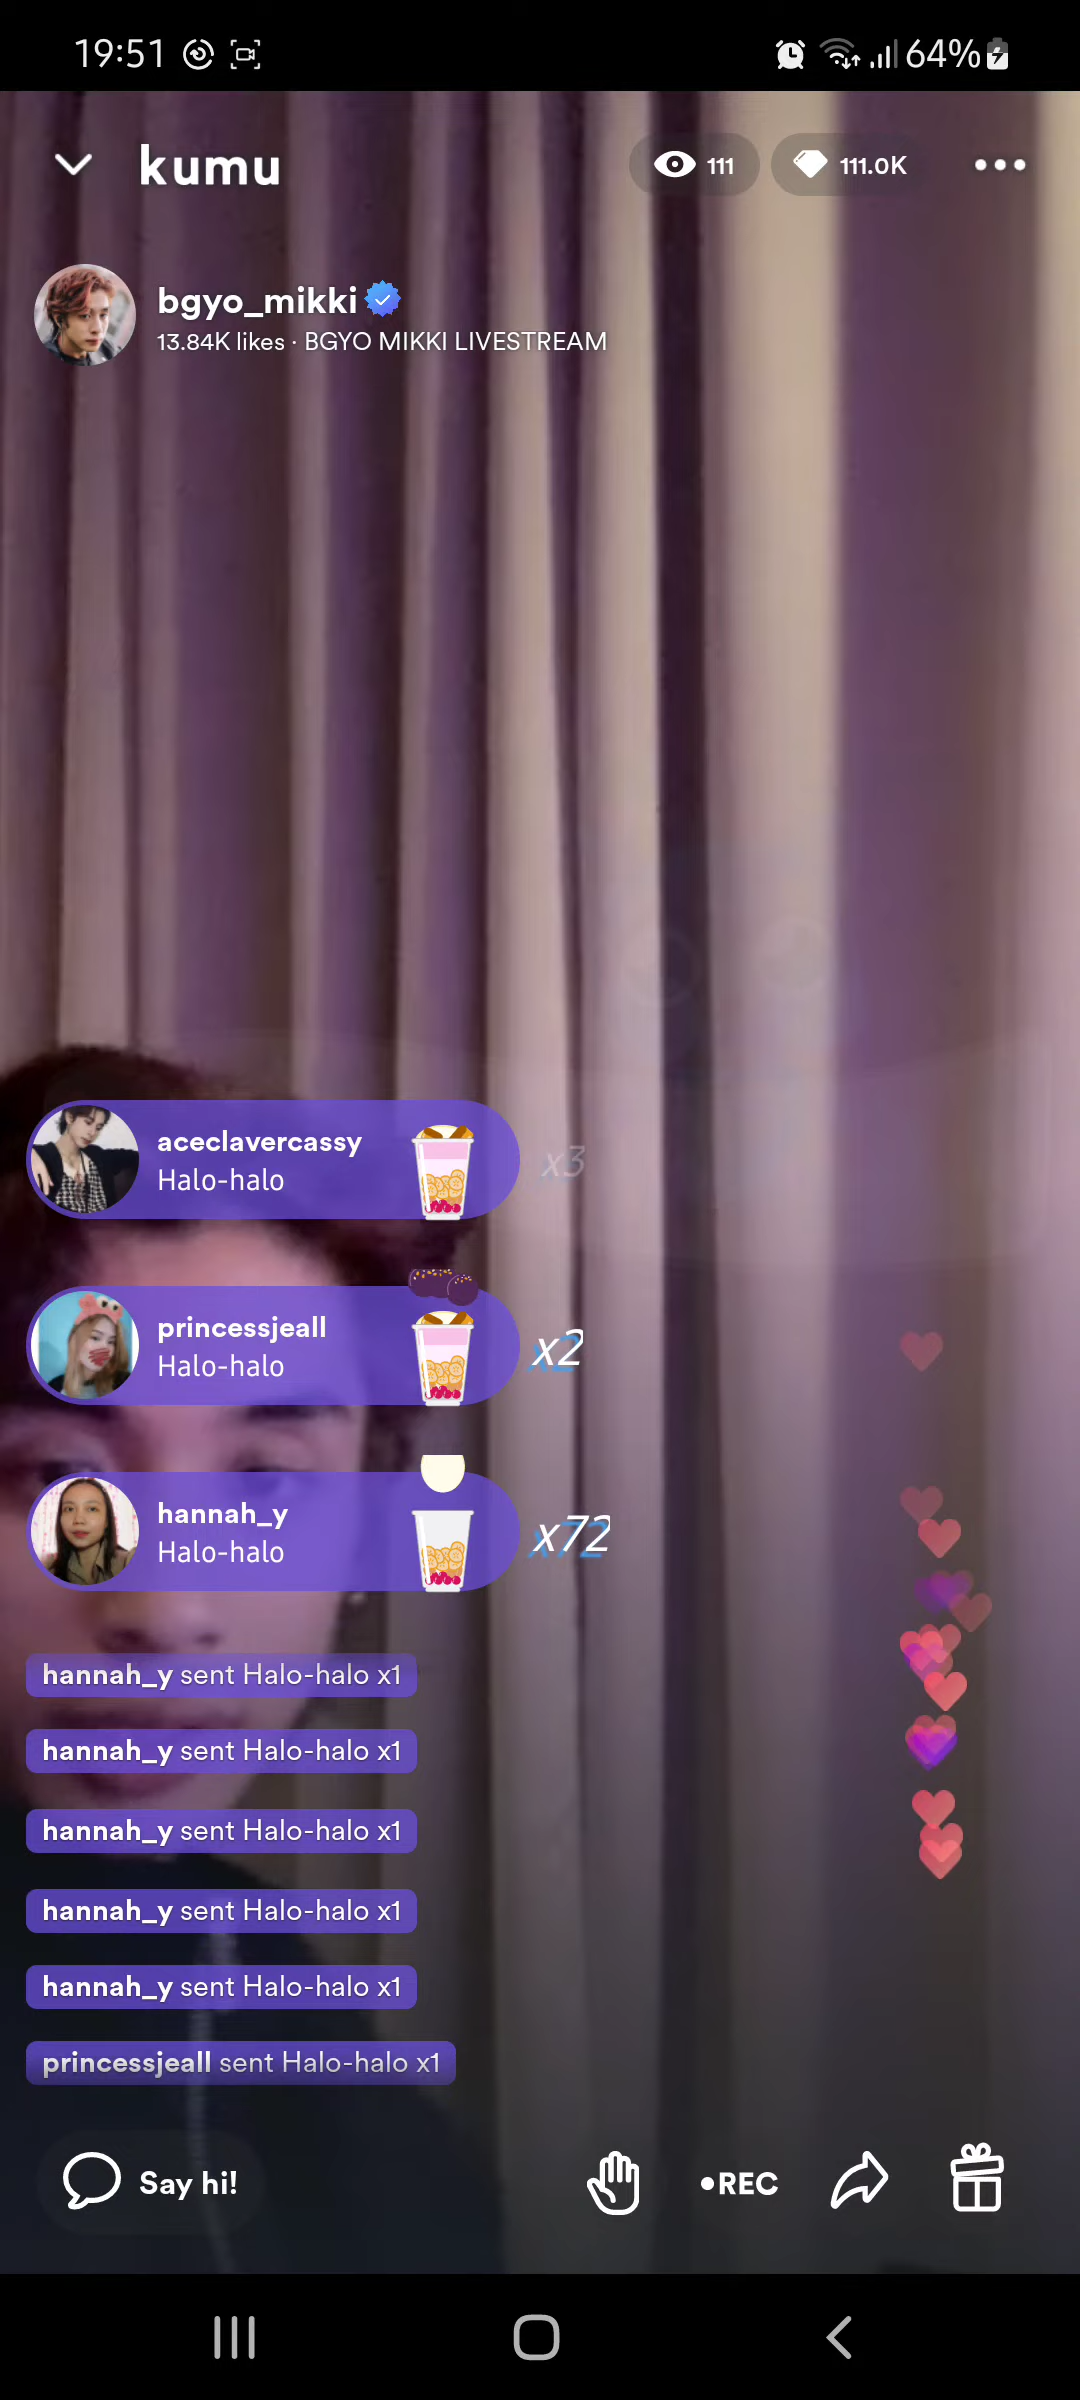 19:51
64%
kumu
111
111.0K
bgyo_mikki
13.84K likes · BGYO MIKKI LIVESTREAM
aceclavercassy
Halo-halo
x3
princessjeall
Halo-halo
x2
hannah_y
Halo-halo
x72
hannah_y sent Halo-halo x1
hannah_y sent Halo-halo x1
hannah_y sent Halo-halo x1
hannah_y sent Halo-halo x1
hannah_y sent Halo-halo x1
princessjeall sent Halo-halo x1
Say hi!
•REC